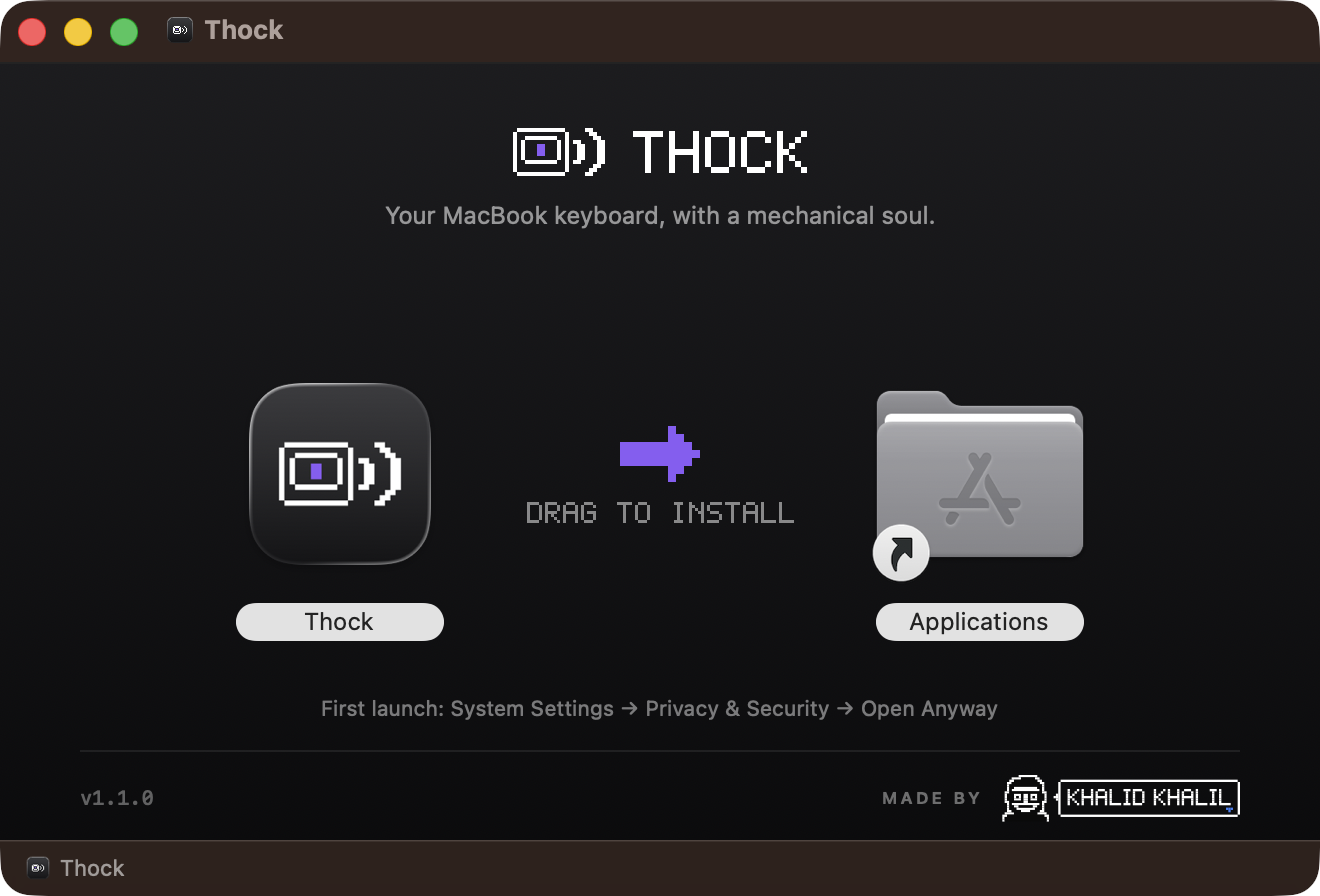 Thock
THOCK
Your MacBook keyboard, with a mechanical soul.
DRAG TO INSTALL
Thock
Applications
First launch: System Settings → Privacy & Security → Open Anyway
v1.1.0
MADE BY KHALID KHALIL
Thock